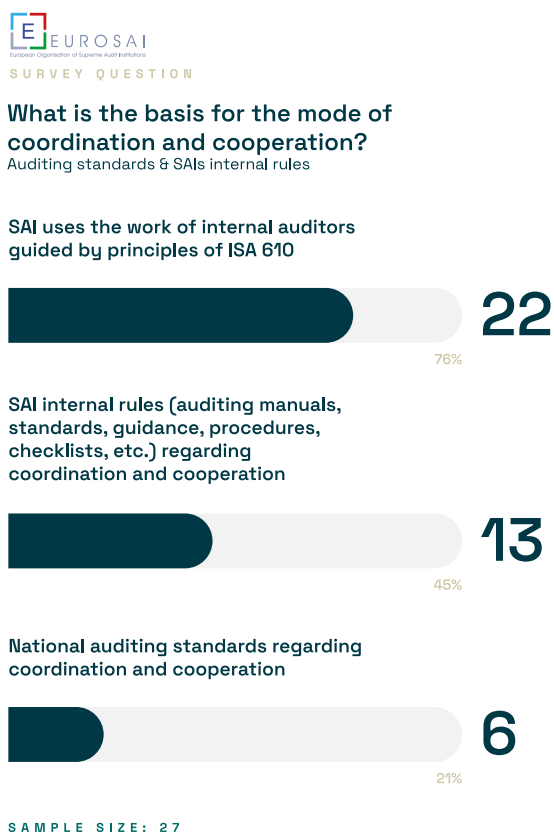 E EUROSAI
European Organisation of Supreme Audit Institutions
SURVEY QUESTION
What is the basis for the mode of
coordination and cooperation?
Auditing standards & SAIs internal rules
SAI uses the work of internal auditors
guided by principles of ISA 610
22
76%
SAI internal rules (auditing manuals,
standards, guidance, procedures,
checklists, etc.) regarding
coordination and cooperation
13
45%
National auditing standards regarding
coordination and cooperation
6
21%
SAMPLE SIZE: 27